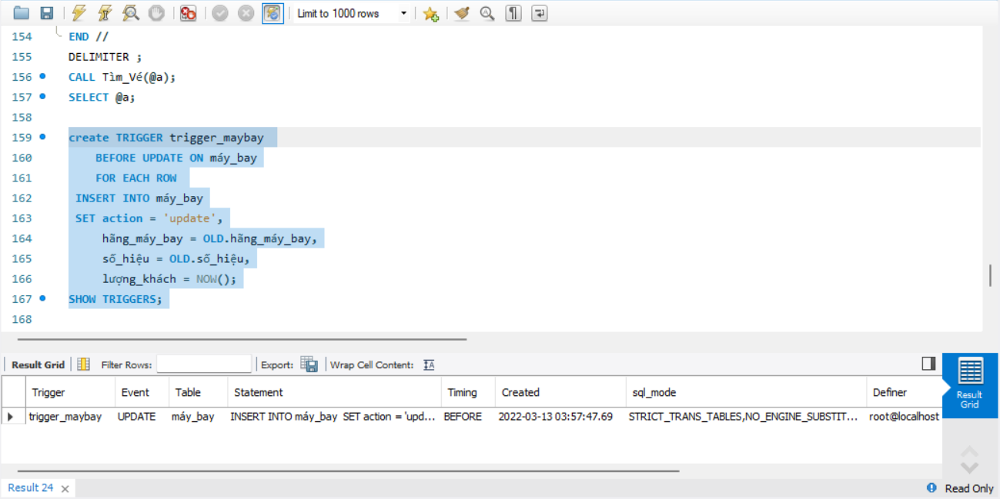 Limit to 1000 rows
154 END //
155 DELIMITER ;
156 CALL Tìm_Vé(@a);
157 SELECT @a;
158
159 create TRIGGER trigger_maybay
160 BEFORE UPDATE ON máy_bay
161 FOR EACH ROW
162 INSERT INTO máy_bay
163 SET action = 'update',
164 hãng_máy_bay = OLD.hãng_máy_bay,
165 số_hiệu = OLD.số_hiệu,
166 lượng_khách = NOW();
167 SHOW TRIGGERS;
168
Result Grid Filter Rows: Export: Wrap Cell Content:
Trigger Event Table Statement Timing Created sql_mode Definer
trigger_maybay UPDATE máy_bay INSERT INTO máy_bay SET action = 'upd... BEFORE 2022-03-13 03:57:47.69 STRICT_TRANS_TABLES,NO_ENGINE_SUBSTIT... root@localhost
Result
Grid
Result 24
Read Only